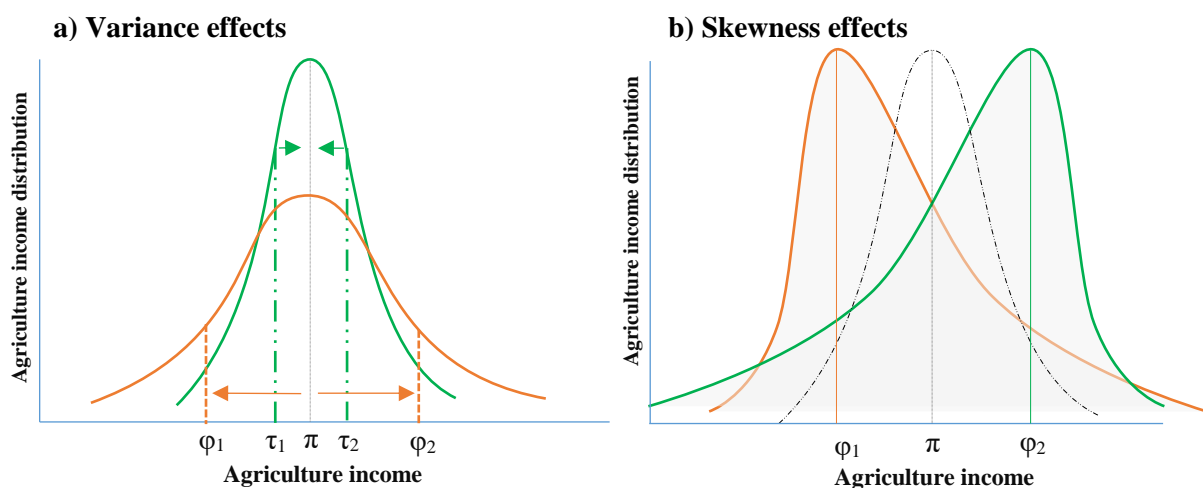 a) Variance effects
Agriculture income distribution
φ1 τ1 π τ2 φ2
Agriculture income
b) Skewness effects
Agriculture income distribution
φ1 π φ2
Agriculture income